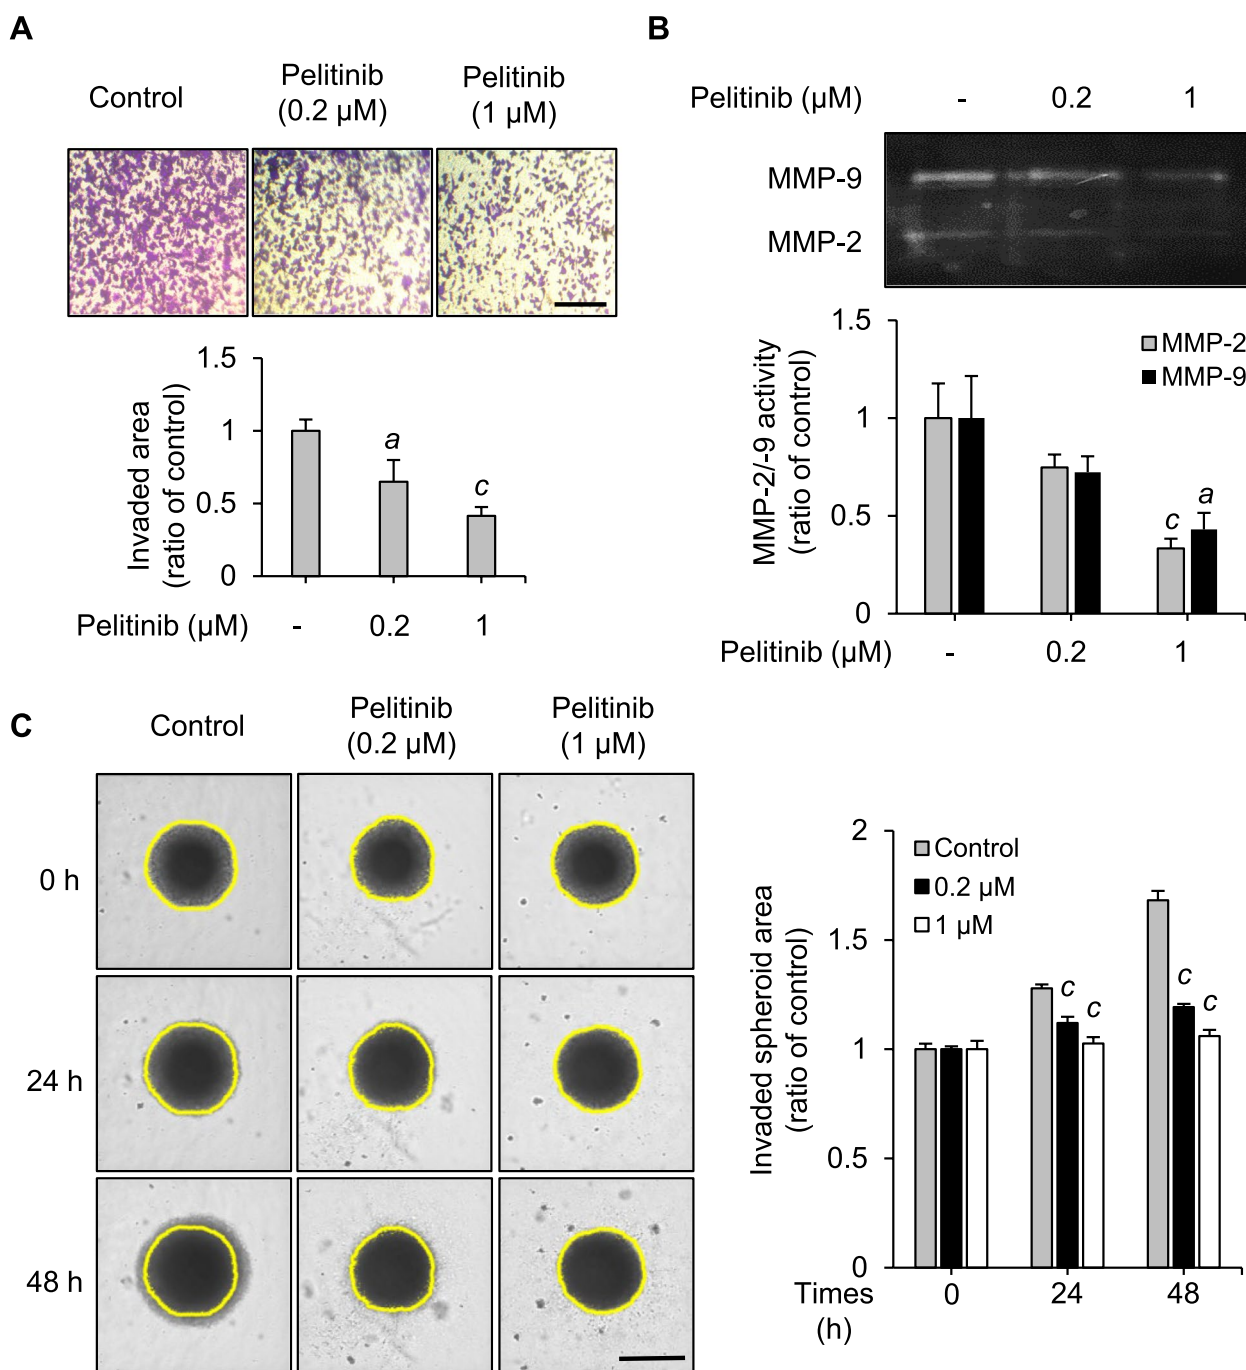 A
Control
Pelitinib
(0.2 µM)
Pelitinib
(1 µM)
1.5
1
0.5
0
Invaded area
(ratio of control)
a
c
Pelitinib (µM)
-
0.2
1
B
Pelitinib (µM)
-
0.2
1
MMP-9
MMP-2
1.5
1
0.5
0
MMP-2/-9 activity
(ratio of control)
MMP-2
MMP-9
c
a
Pelitinib (µM)
-
0.2
1
C
Control
Pelitinib
(0.2 µM)
Pelitinib
(1 µM)
0 h
24 h
48 h
2
1.5
1
0.5
0
Invaded spheroid area
(ratio of control)
Control
0.2 µM
1 µM
c
c
c
c
Times
(h)
0
24
48